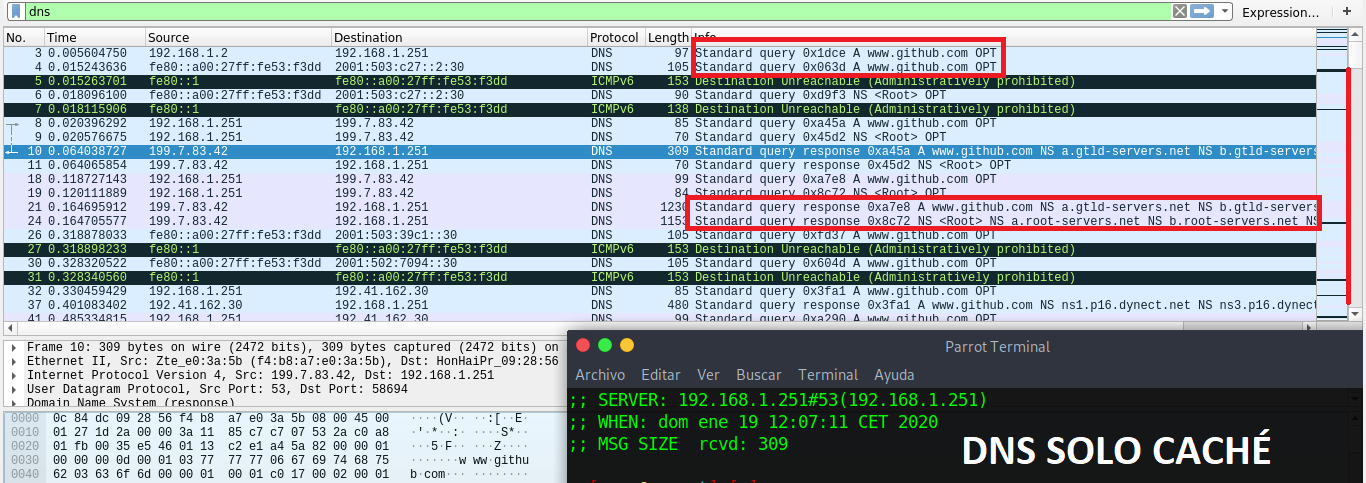 dns
Expression... +
No. Time Source Destination Protocol Length Info
3 0.005604750 192.168.1.2 192.168.1.251 DNS 97 Standard query 0x1dce A www.github.com OPT
4 0.015243636 fe80::a00:27ff:fe53:f3dd 2001:503:c27::2:30 DNS 105 Standard query 0x063d A www.github.com OPT
5 0.015263701 fe80::1 fe80::a00:27ff:fe53:f3dd ICMPv6 153 Destination Unreachable (Administratively prohibited)
6 0.018096100 fe80::a00:27ff:fe53:f3dd 2001:503:c27::2:30 DNS 90 Standard query 0xd9f3 NS <Root> OPT
7 0.018115906 fe80::1 fe80::a00:27ff:fe53:f3dd ICMPv6 138 Destination Unreachable (Administratively prohibited)
8 0.020396292 192.168.1.251 199.7.83.42 DNS 85 Standard query 0xa45a A www.github.com OPT
9 0.020576675 192.168.1.251 199.7.83.42 DNS 70 Standard query 0x45d2 NS <Root> OPT
10 0.064038727 199.7.83.42 192.168.1.251 DNS 309 Standard query response 0xa45a A www.github.com NS a.gtld-servers.net NS b.gtld-servers
11 0.064065854 199.7.83.42 192.168.1.251 DNS 70 Standard query response 0x45d2 NS <Root> OPT
18 0.118727143 192.168.1.251 199.7.83.42 DNS 99 Standard query 0xa7e8 A www.github.com OPT
19 0.120111889 192.168.1.251 199.7.83.42 DNS 84 Standard query 0x8c72 NS <Root> OPT
21 0.164695912 199.7.83.42 192.168.1.251 DNS 1230 Standard query response 0xa7e8 A www.github.com NS a.gtld-servers.net NS b.gtld-servers
24 0.164705577 199.7.83.42 192.168.1.251 DNS 1153 Standard query response 0x8c72 NS <Root> NS a.root-servers.net NS b.root-servers.net NS
26 0.318878033 fe80::a00:27ff:fe53:f3dd 2001:503:39c1::30 DNS 105 Standard query 0xfd37 A www.github.com OPT
27 0.318898233 fe80::1 fe80::a00:27ff:fe53:f3dd ICMPv6 153 Destination Unreachable (Administratively prohibited)
30 0.328320522 fe80::a00:27ff:fe53:f3dd 2001:502:7094::30 DNS 105 Standard query 0x604d A www.github.com OPT
31 0.328340560 fe80::1 fe80::a00:27ff:fe53:f3dd ICMPv6 153 Destination Unreachable (Administratively prohibited)
32 0.330459429 192.168.1.251 192.41.162.30 DNS 85 Standard query 0x3fa1 A www.github.com OPT
37 0.401083402 192.41.162.30 192.168.1.251 DNS 480 Standard query response 0x3fa1 A www.github.com NS ns1.p16.dynect.net NS ns3.p16.dynect
41 0.485334815 192.168.1.251 192.41.162.30 DNS 99 Standard query 0xa290 A www.github.com OPT
Frame 10: 309 bytes on wire (2472 bits), 309 bytes captured (2472 bits) on
Ethernet II, Src: Zte_e0:3a:5b (f4:b8:a7:e0:3a:5b), Dst: HonHaiPr_09:28:56
Internet Protocol Version 4, Src: 199.7.83.42, Dst: 192.168.1.251
User Datagram Protocol, Src Port: 53, Dst Port: 58694
Domain Name System (response)
0000 0c 84 dc 09 28 56 f4 b8 a7 e0 3a 5b 08 00 45 00 ····(V·· ··:[··E·
0010 01 27 1d 2a 00 00 3a 11 85 c7 c7 07 53 2a c0 a8 ·'·*··:· ····S*··
0020 01 fb 00 35 e5 46 01 13 c2 e1 a4 5a 82 00 00 01 ···5·F·· ···Z····
0030 00 00 00 0d 00 01 03 77 77 77 06 67 69 74 68 75 ·······w ww·githu
0040 62 03 63 6f 6d 00 00 01 00 01 c0 17 00 02 00 01 b·com··· ········
Parrot Terminal
Archivo Editar Ver Buscar Terminal Ayuda
;; SERVER: 192.168.1.251#53(192.168.1.251)
;; WHEN: dom ene 19 12:07:11 CET 2020
;; MSG SIZE rcvd: 309
DNS SOLO CACHÉ